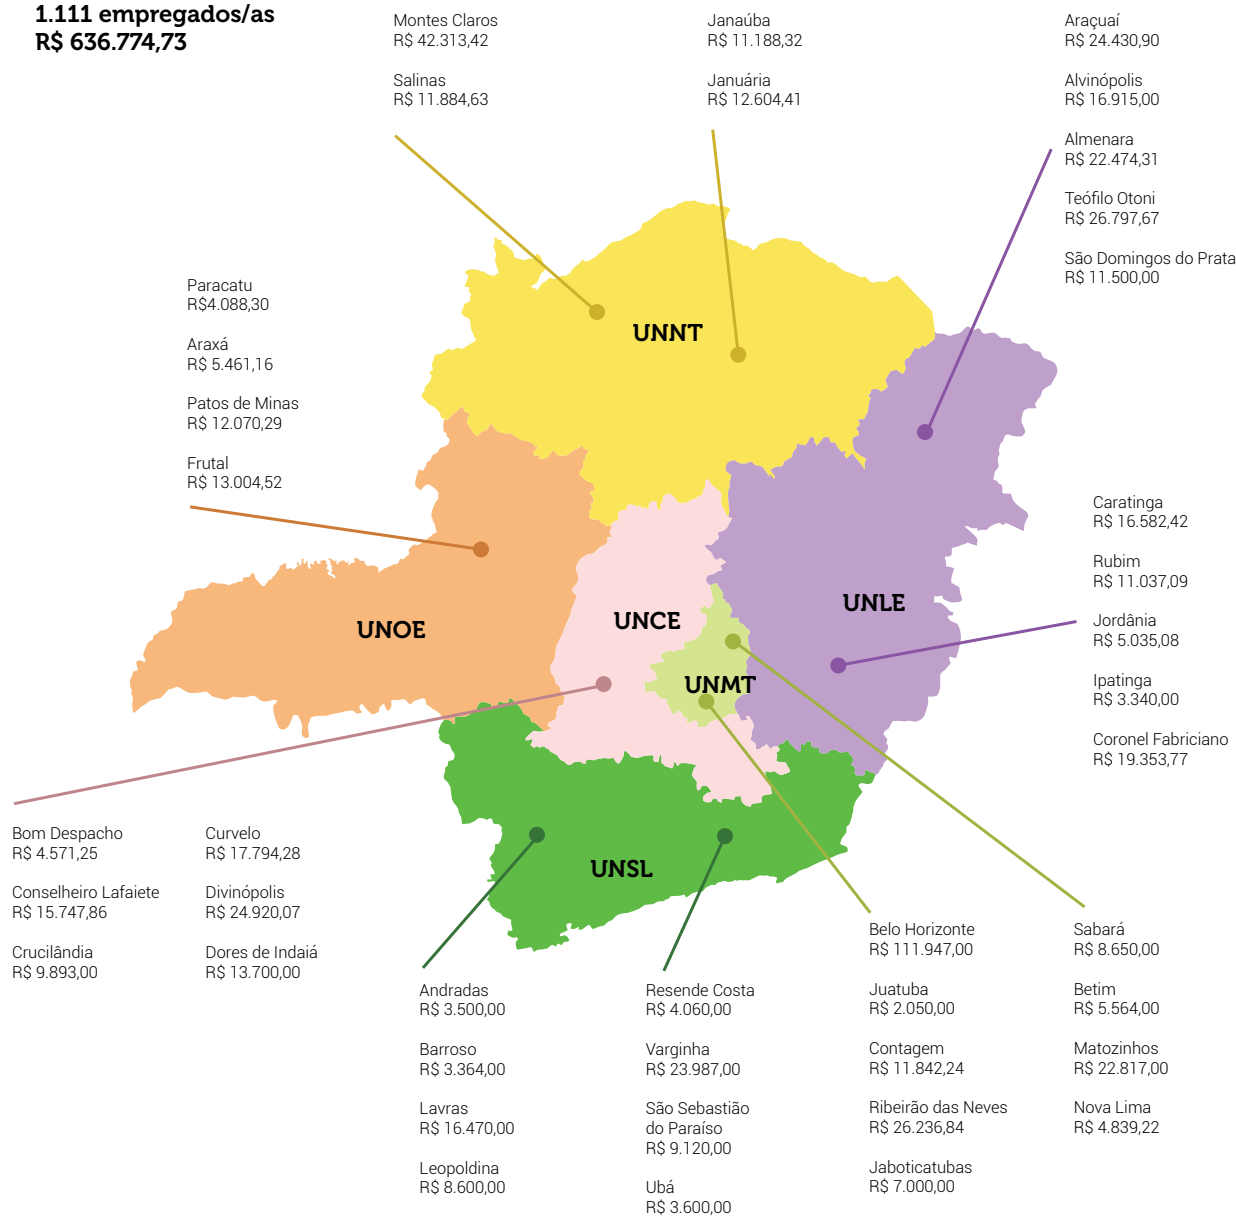 1.111 empregados/as
R$ 636.774,73
Montes Claros
R$ 42.313,42
Salinas
R$ 11.884,63
Janaúba
R$ 11.188,32
Januária
R$ 12.604,41
Araçuaí
R$ 24.430,90
Alvinópolis
R$ 16.915,00
Almenara
R$ 22.474,31
Teófilo Otoni
R$ 26.797,67
São Domingos do Prata
R$ 11.500,00
Paracatu
R$4.088,30
Araxá
R$ 5.461,16
Patos de Minas
R$ 12.070,29
Frutal
R$ 13.004,52
UNNT
UNOE
UNCE
UNMT
UNLE
UNSL
Caratinga
R$ 16.582,42
Rubim
R$ 11.037,09
Jordânia
R$ 5.035,08
Ipatinga
R$ 3.340,00
Coronel Fabriciano
R$ 19.353,77
Bom Despacho
R$ 4.571,25
Conselheiro Lafaiete
R$ 15.747,86
Crucilândia
R$ 9.893,00
Curvelo
R$ 17.794,28
Divinópolis
R$ 24.920,07
Dores de Indaiá
R$ 13.700,00
Andradas
R$ 3.500,00
Barroso
R$ 3.364,00
Lavras
R$ 16.470,00
Leopoldina
R$ 8.600,00
Resende Costa
R$ 4.060,00
Varginha
R$ 23.987,00
São Sebastião
do Paraíso
R$ 9.120,00
Ubá
R$ 3.600,00
Belo Horizonte
R$ 111.947,00
Juatuba
R$ 2.050,00
Contagem
R$ 11.842,24
Ribeirão das Neves
R$ 26.236,84
Jaboticatubas
R$ 7.000,00
Sabará
R$ 8.650,00
Betim
R$ 5.564,00
Matozinhos
R$ 22.817,00
Nova Lima
R$ 4.839,22